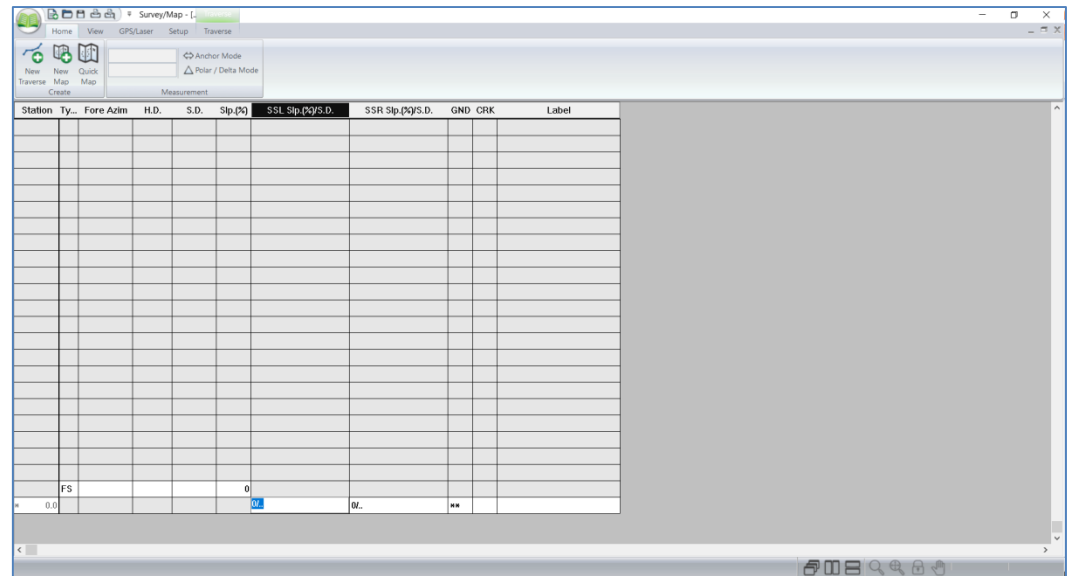 Survey/Map - [.
Home View GPS/Laser Setup Traverse
New Traverse
New Map
Quick Map
Anchor Mode
Polar / Delta Mode
Create
Measurement
Station Ty... Fore Azim H.D. S.D. Slp.(%) SSL Slp.(%)/S.D. SSR Slp.(%)/S.D. GND CRK Label
FS 0
* 0.0 0/.. 0/.. **